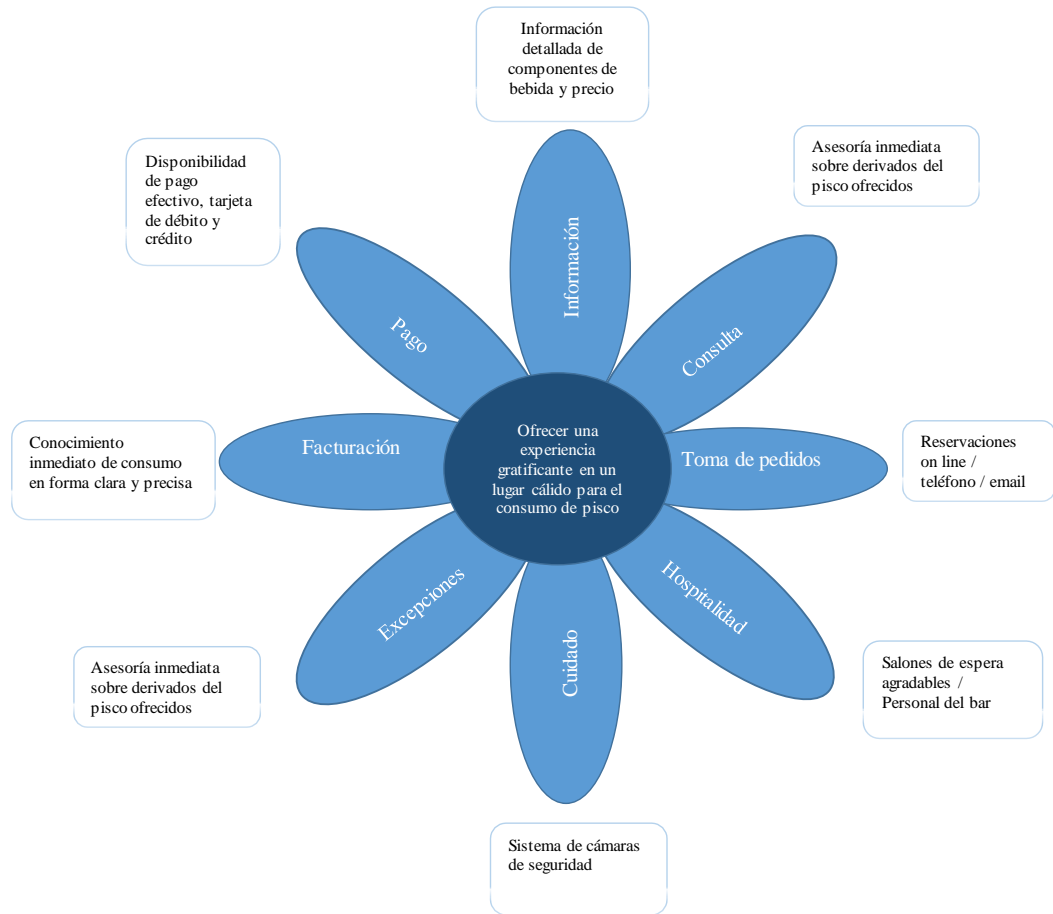 Información
detallada de
componentes de
bebida y precio
Asesoría inmediata
sobre derivados del
pisco ofrecidos
Disponibilidad
de pago
efectivo, tarjeta
de débito y
crédito
Información
Consulta
Pago
Facturación
Ofrecer una
experiencia
gratificante en un
lugar cálido para el
consumo de pisco
Toma de pedidos
Conocimiento
inmediato de consumo
en forma clara y precisa
Reservaciones
on line /
teléfono / email
Excepciones
Cuidado
Hospitalidad
Asesoría inmediata
sobre derivados del
pisco ofrecidos
Salones de espera
agradables /
Personal del bar
Sistema de cámaras
de seguridad